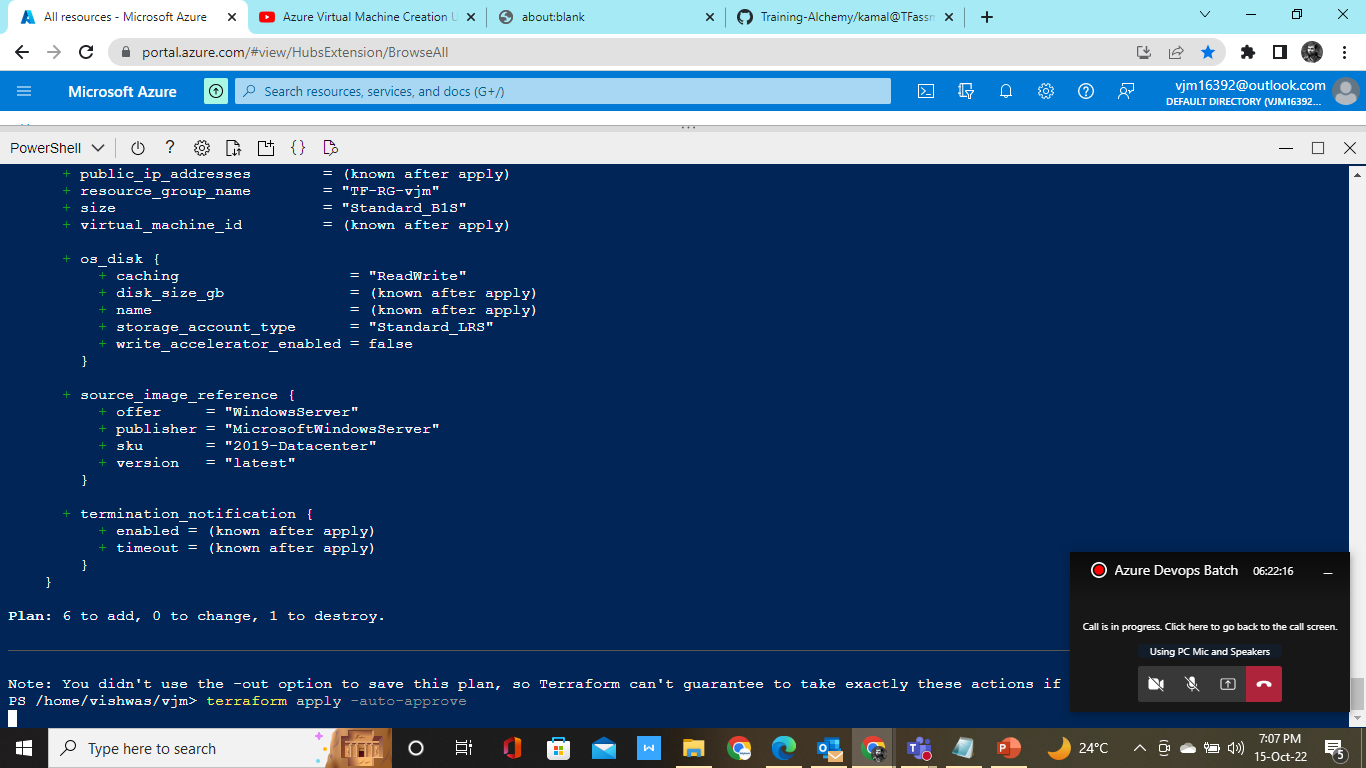 All resources - Microsoft Azure
Azure Virtual Machine Creation U
about:blank
Training-Alchemy/kamal@TFassn
portal.azure.com/#view/HubsExtension/BrowseAll
Microsoft Azure
Search resources, services, and docs (G+/)
vjm16392@outlook.com
DEFAULT DIRECTORY (VJM16392...
PowerShell
+ public_ip_addresses = (known after apply)
+ resource_group_name = "TF-RG-vjm"
+ size = "Standard_B1S"
+ virtual_machine_id = (known after apply)
+ os_disk {
+ caching = "ReadWrite"
+ disk_size_gb = (known after apply)
+ name = (known after apply)
+ storage_account_type = "Standard_LRS"
+ write_accelerator_enabled = false
}
+ source_image_reference {
+ offer = "WindowsServer"
+ publisher = "MicrosoftWindowsServer"
+ sku = "2019-Datacenter"
+ version = "latest"
}
+ termination_notification {
+ enabled = (known after apply)
+ timeout = (known after apply)
}
}
Plan: 6 to add, 0 to change, 1 to destroy.
Note: You didn't use the -out option to save this plan, so Terraform can't guarantee to take exactly these actions if
PS /home/vishwas/vjm> terraform apply -auto-approve
Azure Devops Batch 06:22:16
Call is in progress. Click here to go back to the call screen.
Using PC Mic and Speakers
Type here to search
24°C
7:07 PM
15-Oct-22
5